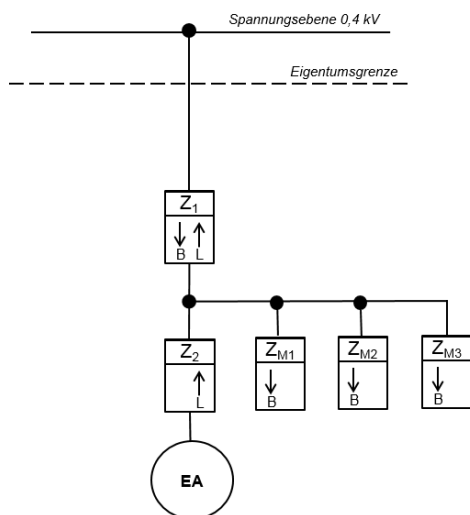 Spannungsebene 0,4 kV
Eigentumsgrenze
Z1
B L
Z2 ZM1 ZM2 ZM3
L B B B
EA